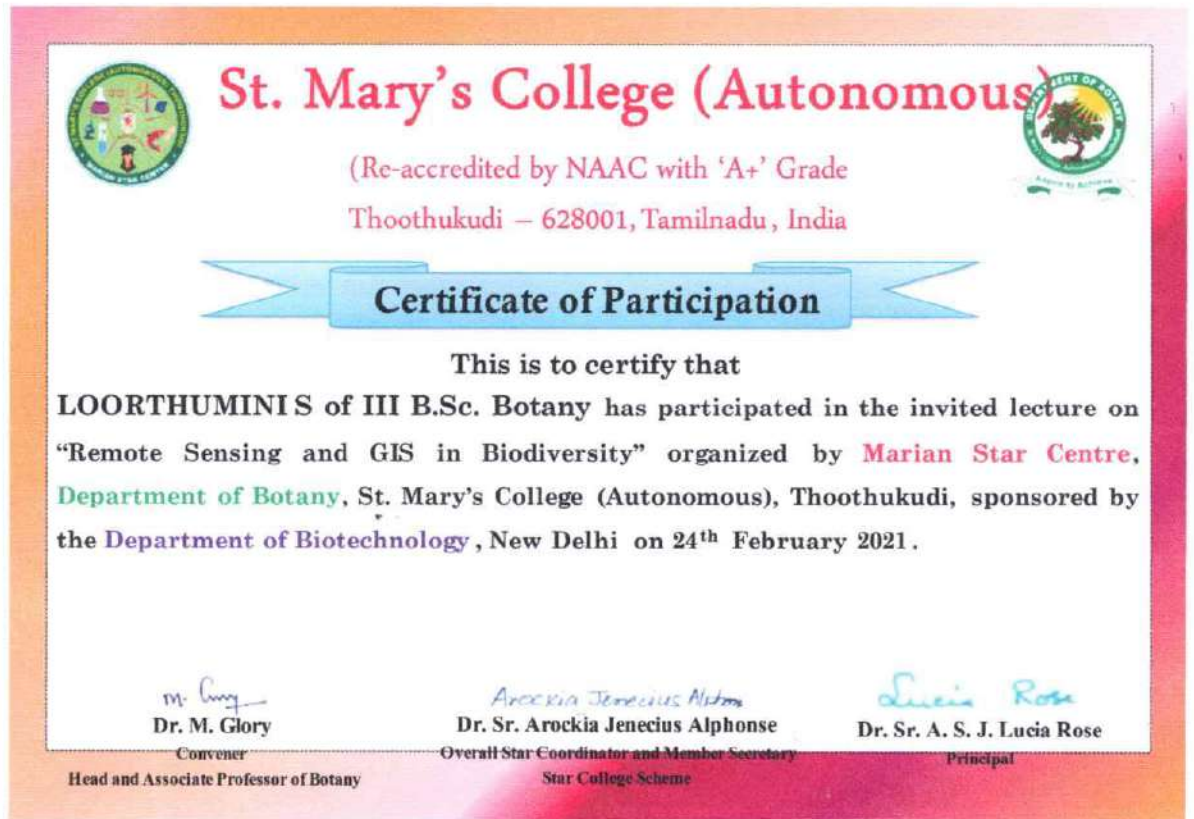 St. Mary's College (Autonomous)
(Re-accredited by NAAC with 'A+' Grade
Thoothukudi – 628001, Tamilnadu, India
Certificate of Participation
This is to certify that
LOORTHUMINI S of III B.Sc. Botany has participated in the invited lecture on
“Remote Sensing and GIS in Biodiversity” organized by Marian Star Centre,
Department of Botany, St. Mary's College (Autonomous), Thoothukudi, sponsored by
the Department of Biotechnology, New Delhi on 24th February 2021.
Arockia Jenecius
Lucia Rose
Dr. M. Glory
Convener
Head and Associate Professor of Botany
Dr. Sr. Arockia Jenecius Alphonse
Overall Star Coordinator and Member Secretary
Star College Scheme
Dr. Sr. A. S. J. Lucia Rose
Principal